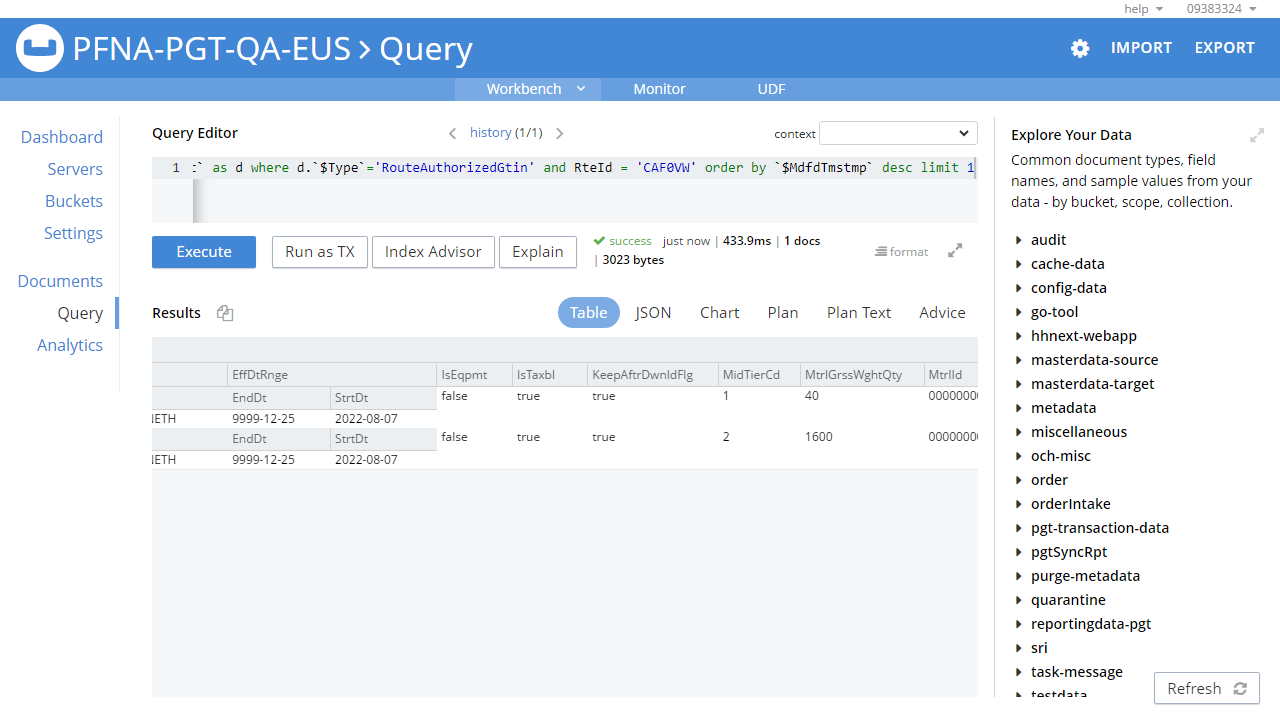 help 09383324
PFNA-PGT-QA-EUS > Query
IMPORT EXPORT
Workbench Monitor UDF
Dashboard
Servers
Buckets
Settings
Documents
Query
Analytics
Query Editor history (1/1) context
1 :` as d where d.`$Type`='RouteAuthorizedGtin' and RteId = 'CAF0VW' order by `$MdfdTmstmp` desc limit 1
Execute Run as TX Index Advisor Explain success just now | 433.9ms | 1 docs
| 3023 bytes
format
Results Table JSON Chart Plan Plan Text Advice
EffDtRnge IsEqpmt IsTaxbl KeepAftrDwnldFlg MidTierCd MtrlGrssWghtQty MtrlId
EndDt StrtDt false true true 1 40 00000000
NETH 9999-12-25 2022-08-07
EndDt StrtDt false true true 2 1600 00000000
NETH 9999-12-25 2022-08-07
Explore Your Data
Common document types, field
names, and sample values from your
data - by bucket, scope, collection.
audit
cache-data
config-data
go-tool
hhnext-webapp
masterdata-source
masterdata-target
metadata
miscellaneous
och-misc
order
orderIntake
pgt-transaction-data
pgtSyncRpt
purge-metadata
quarantine
reportingdata-pgt
sri
task-message
testdata
Refresh